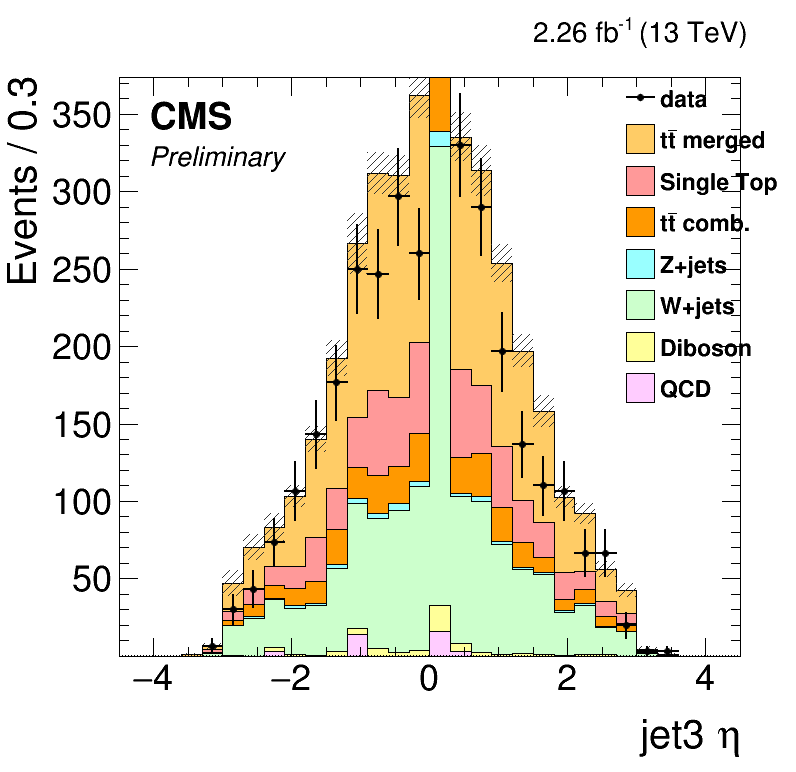 2.26 fb-1 (13 TeV)
Events / 0.3
CMS
Preliminary
data
tt̄ merged
Single Top
tt̄ comb.
Z+jets
W+jets
Diboson
QCD
350
300
250
200
150
100
50
−4 −2 0 2 4
jet3 η